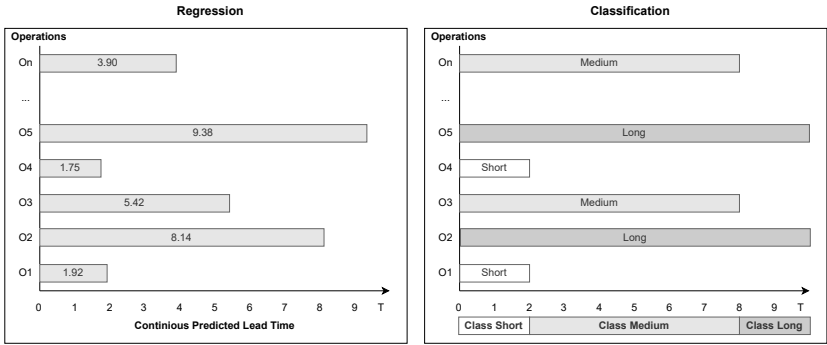 Regression
Operations
On 3.90
...
O5 9.38
O4 1.75
O3 5.42
O2 8.14
O1 1.92
0 1 2 3 4 5 6 7 8 9 T
Continious Predicted Lead Time
Classification
Operations
On Medium
...
O5 Long
O4 Short
O3 Medium
O2 Long
O1 Short
0 1 2 3 4 5 6 7 8 9 T
Class Short Class Medium Class Long